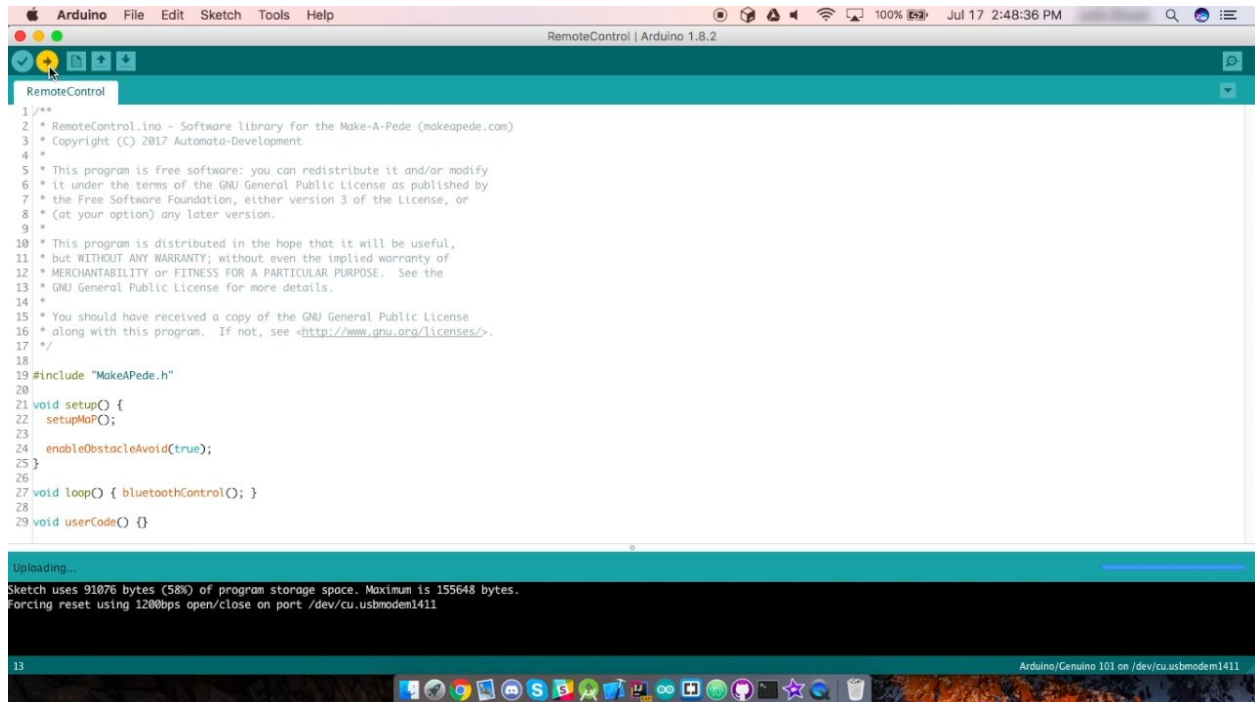 Arduino File Edit Sketch Tools Help 100% Jul 17 2:48:36 PM
RemoteControl | Arduino 1.8.2
RemoteControl
1 /**
2 * RemoteControl.ino - Software library for the Make-A-Pede (makeapede.com)
3 * Copyright (C) 2017 Automata-Development
4 *
5 * This program is free software: you can redistribute it and/or modify
6 * it under the terms of the GNU General Public License as published by
7 * the Free Software Foundation, either version 3 of the License, or
8 * (at your option) any later version.
9 *
10 * This program is distributed in the hope that it will be useful,
11 * but WITHOUT ANY WARRANTY; without even the implied warranty of
12 * MERCHANTABILITY or FITNESS FOR A PARTICULAR PURPOSE.  See the
13 * GNU General Public License for more details.
14 *
15 * You should have received a copy of the GNU General Public License
16 * along with this program.  If not, see <http://www.gnu.org/licenses/>.
17 */
18
19 #include "MakeAPede.h"
20
21 void setup() {
22   setupMaP();
23
24   enableObstacleAvoid(true);
25 }
26
27 void loop() { bluetoothControl(); }
28
29 void userCode() {}
Uploading...
Sketch uses 91076 bytes (58%) of program storage space. Maximum is 155648 bytes.
Forcing reset using 1200bps open/close on port /dev/cu.usbmodem1411
13 Arduino/Genuino 101 on /dev/cu.usbmodem1411